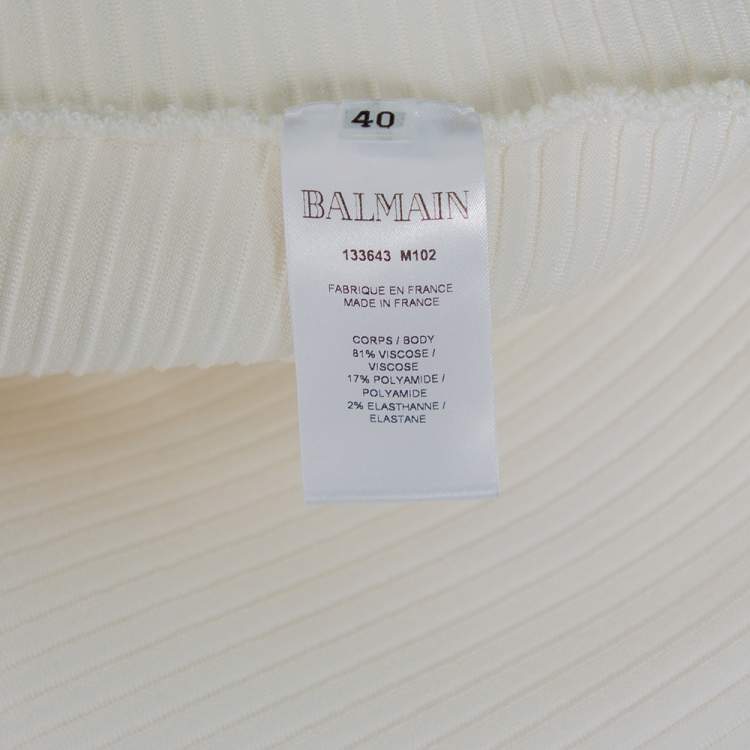 40
BALMAIN
133643 M102
FABRIQUE EN FRANCE
MADE IN FRANCE
CORPS / BODY
81% VISCOSE /
VISCOSE
17% POLYAMIDE /
POLYAMIDE
2% ELASTHANNE /
ELASTANE